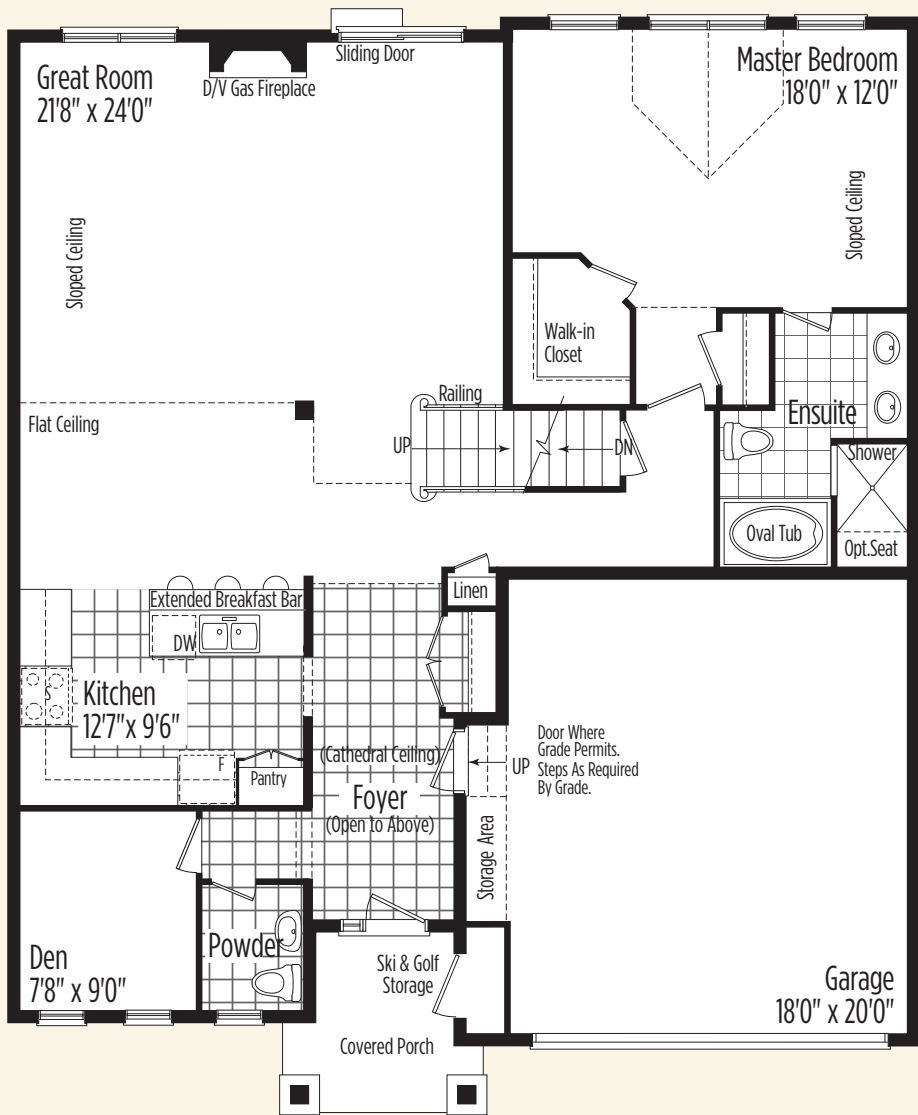 Great Room
21'8" x 24'0"
D/V Gas Fireplace
Sliding Door
Master Bedroom
18'0" x 12'0"
Sloped Ceiling
Sloped Ceiling
Walk-in
Closet
Railing
Flat Ceiling
UP
DN
Ensuite
Shower
Oval Tub
Opt.Seat
Linen
Extended Breakfast Bar
DW
S
Kitchen
12'7"x 9'6"
F
Pantry
(Cathedral Ceiling)
Foyer
(Open to Above)
UP
Door Where
Grade Permits.
Steps As Required
By Grade.
Storage Area
Den
7'8" x 9'0"
Powder
Ski & Golf
Storage
Covered Porch
Garage
18'0" x 20'0"